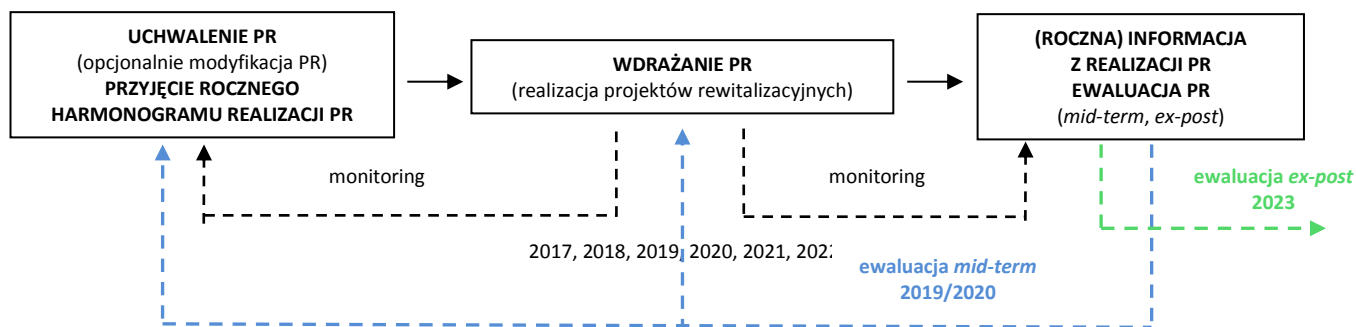 UCHWALENIE PR
(opcjonalnie modyfikacja PR)
PRZYJĘCIE ROCZNEGO
HARMONOGRAMU REALIZACJI PR
WDRAŻANIE PR
(realizacja projektów rewitalizacyjnych)
(ROCZNA) INFORMACJA
Z REALIZACJI PR
EWALUACJA PR
(mid-term, ex-post)
monitoring
monitoring
ewaluacja ex-post
2023
2017, 2018, 2019, 2020, 2021, 202
ewaluacja mid-term
2019/2020